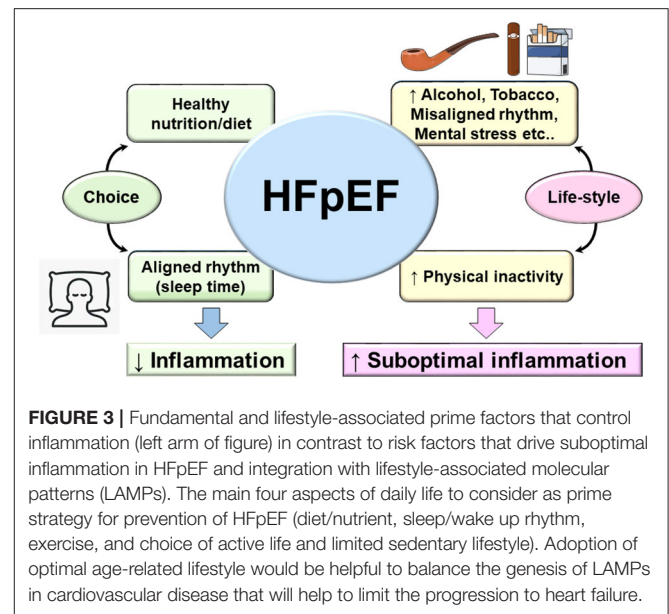 Healthy
nutrition/diet
Choice
Aligned rhythm
(sleep time)
↓ Inflammation
HFpEF
↑ Alcohol, Tobacco,
Misaligned rhythm,
Mental stress etc..
Life-style
↑ Physical inactivity
↑ Suboptimal inflammation
FIGURE 3 | Fundamental and lifestyle-associated prime factors that control
inflammation (left arm of figure) in contrast to risk factors that drive suboptimal
inflammation in HFpEF and integration with lifestyle-associated molecular
patterns (LAMPs). The main four aspects of daily life to consider as prime
strategy for prevention of HFpEF (diet/nutrient, sleep/wake up rhythm,
exercise, and choice of active life and limited sedentary lifestyle). Adoption of
optimal age-related lifestyle would be helpful to balance the genesis of LAMPs
in cardiovascular disease that will help to limit the progression to heart failure.